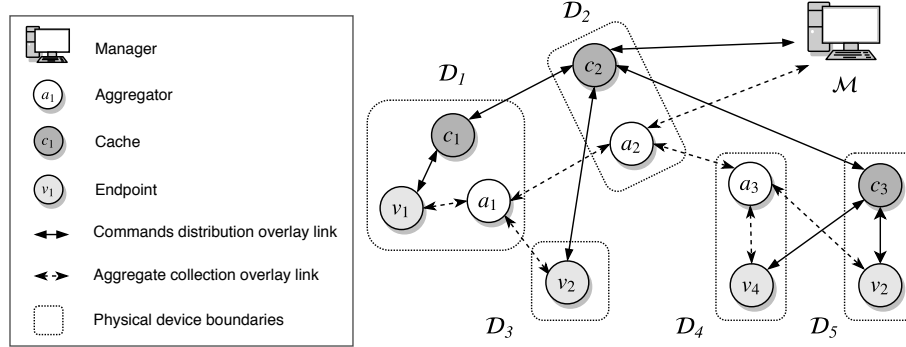 Manager
a1 Aggregator
c1 Cache
v1 Endpoint
Commands distribution overlay link
Aggregate collection overlay link
Physical device boundaries
D2
c2
M
D1
c1
a2
v1
a1
a3
c3
v2
v4
v2
D3
D4
D5